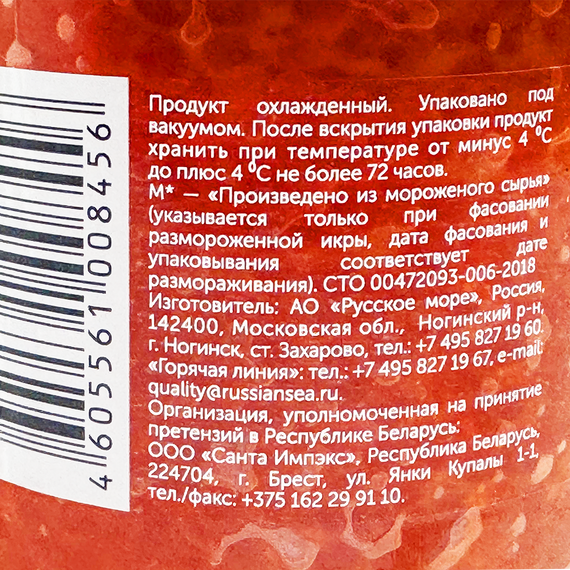 Продукт охлажденный. Упаковано под
вакуумом. После вскрытия упаковки продукт
хранить при температуре от минус 4 ⁰С
до плюс 4 ⁰С не более 72 часов.
М* — «Произведено из мороженого сырья»
(указывается только при фасовании
размороженной икры, дата фасования и
упаковывания соответствует дате
размораживания). СТО 00472093-006-2018
Изготовитель: АО «Русское море», Россия,
142400, Московская обл., Ногинский р-н,
г. Ногинск, ст. Захарово, тел.: +7 495 827 19 60.
«Горячая линия»: тел.: +7 495 827 19 67, e-mail:
quality@russiansea.ru.
Организация, уполномоченная на принятие
претензий в Республике Беларусь:
ООО «Санта Импэкс», Республика Беларусь,
224704, г. Брест, ул. Янки Купалы 1-1,
тел./факс: +375 162 29 91 10.
4 605561 008456